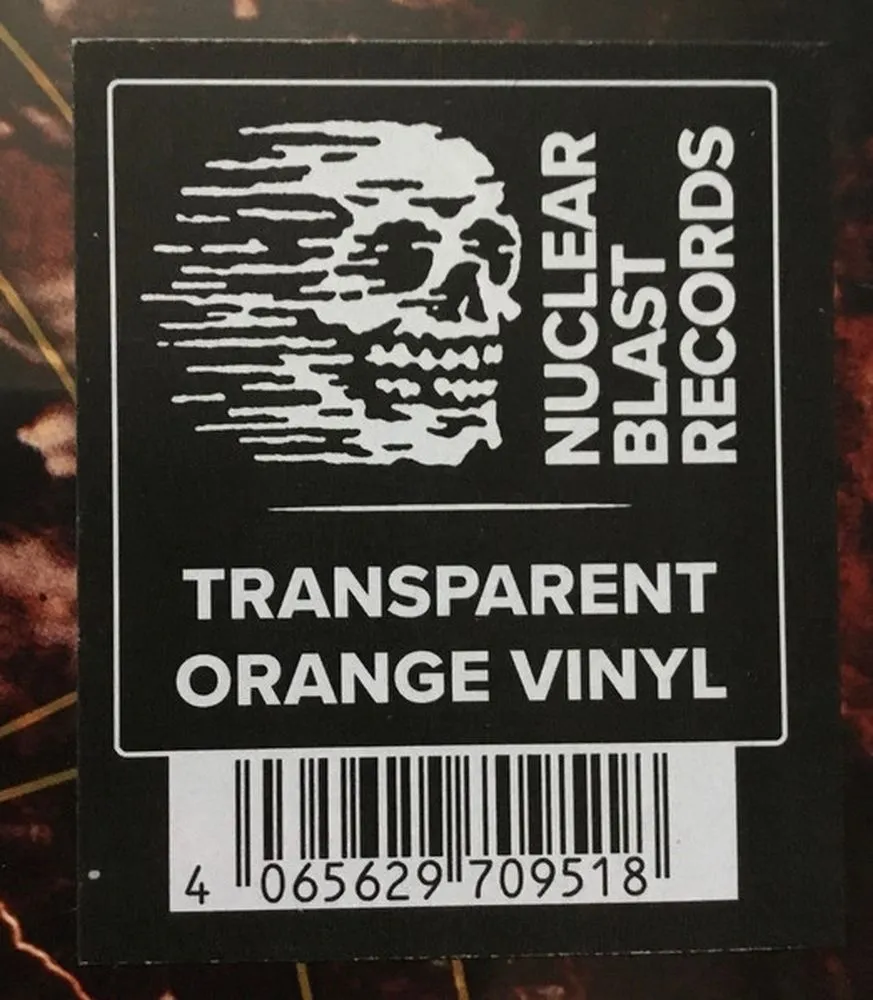 NUCLEAR
BLAST
RECORDS
TRANSPARENT
ORANGE VINYL
4 065629 709518